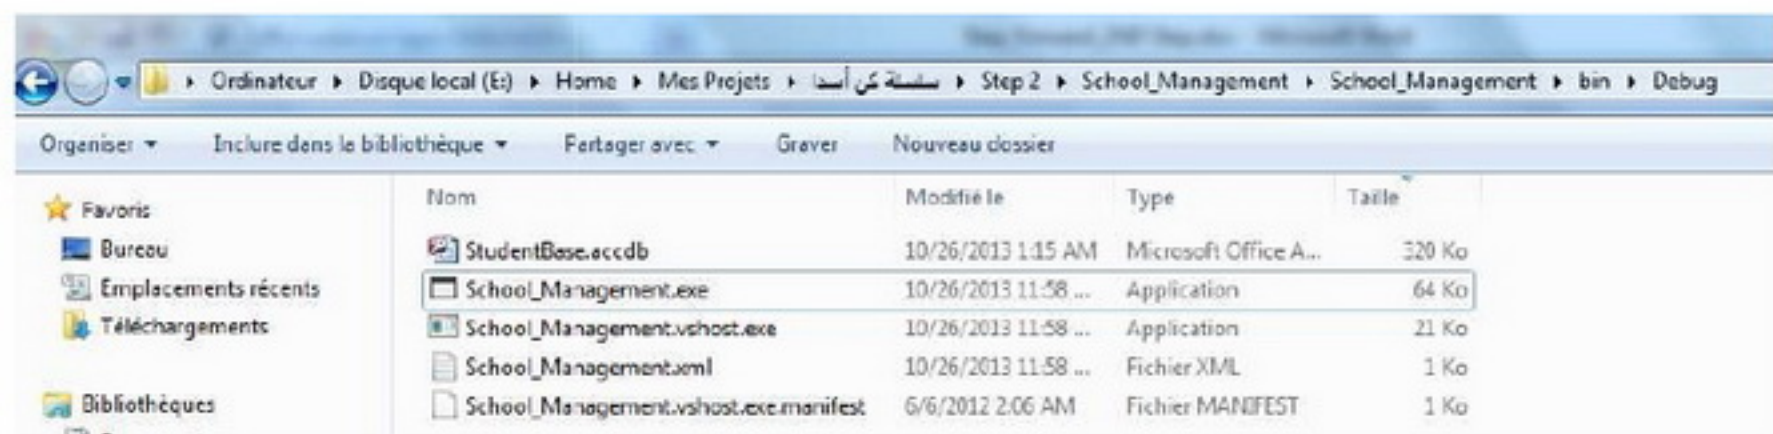 Ordinateur Disque local (E:) Home Mes Projets سلسلة كن أسدا Step 2 School_Management School_Management bin Debug
Organiser Inclure dans la bibliothèque Partager avec Graver Nouveau dossier
Nom Modifié le Type Taille
Favoris
Bureau StudentBase.accdb 10/26/2013 1:15 AM Microsoft Office A... 320 Ko
Emplacements récents School_Management.exe 10/26/2013 11:58 ... Application 64 Ko
Téléchargements School_Management.vshost.exe 10/26/2013 11:58 ... Application 21 Ko
School_Management.xml 10/26/2013 11:58 ... Fichier XML 1 Ko
Bibliothèques School_Management.vshost.exe.manifest 6/6/2012 2:06 AM Fichier MANIFEST 1 Ko